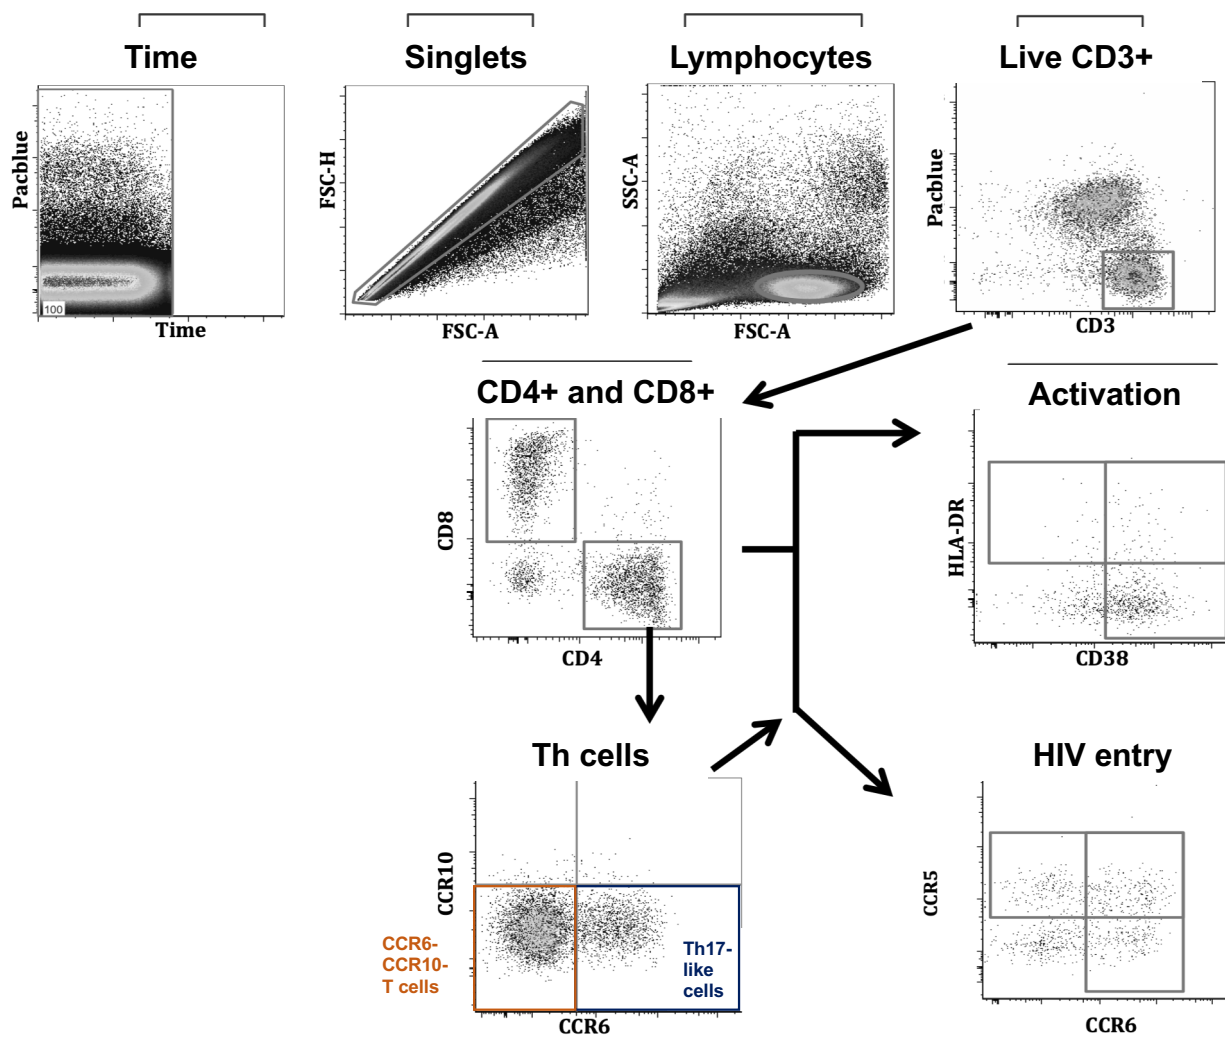 Time
Singlets
Lymphocytes
Live CD3+
Pacblue
100
Time
FSC-H
FSC-A
SSC-A
FSC-A
Pacblue
CD3
CD4+ and CD8+
CD8
CD4
Activation
HLA-DR
CD38
Th cells
CCR10
CCR6-
CCR10-
T cells
Th17-
like
cells
CCR6
HIV entry
CCR5
CCR6